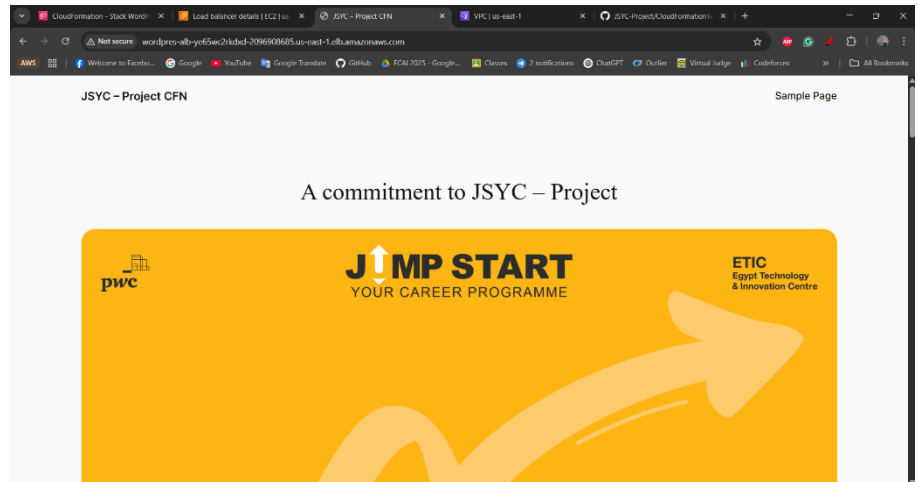 CloudFormation - Stack WordPr
Load balancer details | EC2 | us-
JSYC – Project CFN
VPC | us-east-1
JSYC-Project/CloudFormation
Not secure
wordpres-alb-ye65wc2rkdxd-2096908685.us-east-1.elb.amazonaws.com
AWS
Welcome to Facebo...
Google
YouTube
Google Translate
GitHub
FCAI 2025 - Google...
Classes
2 notifications
ChatGPT
Outlier
Virtual Judge
Codeforces
All Bookmarks
JSYC – Project CFN
Sample Page
A commitment to JSYC – Project
pwc
JUMP START
YOUR CAREER PROGRAMME
ETIC
Egypt Technology
& Innovation Centre